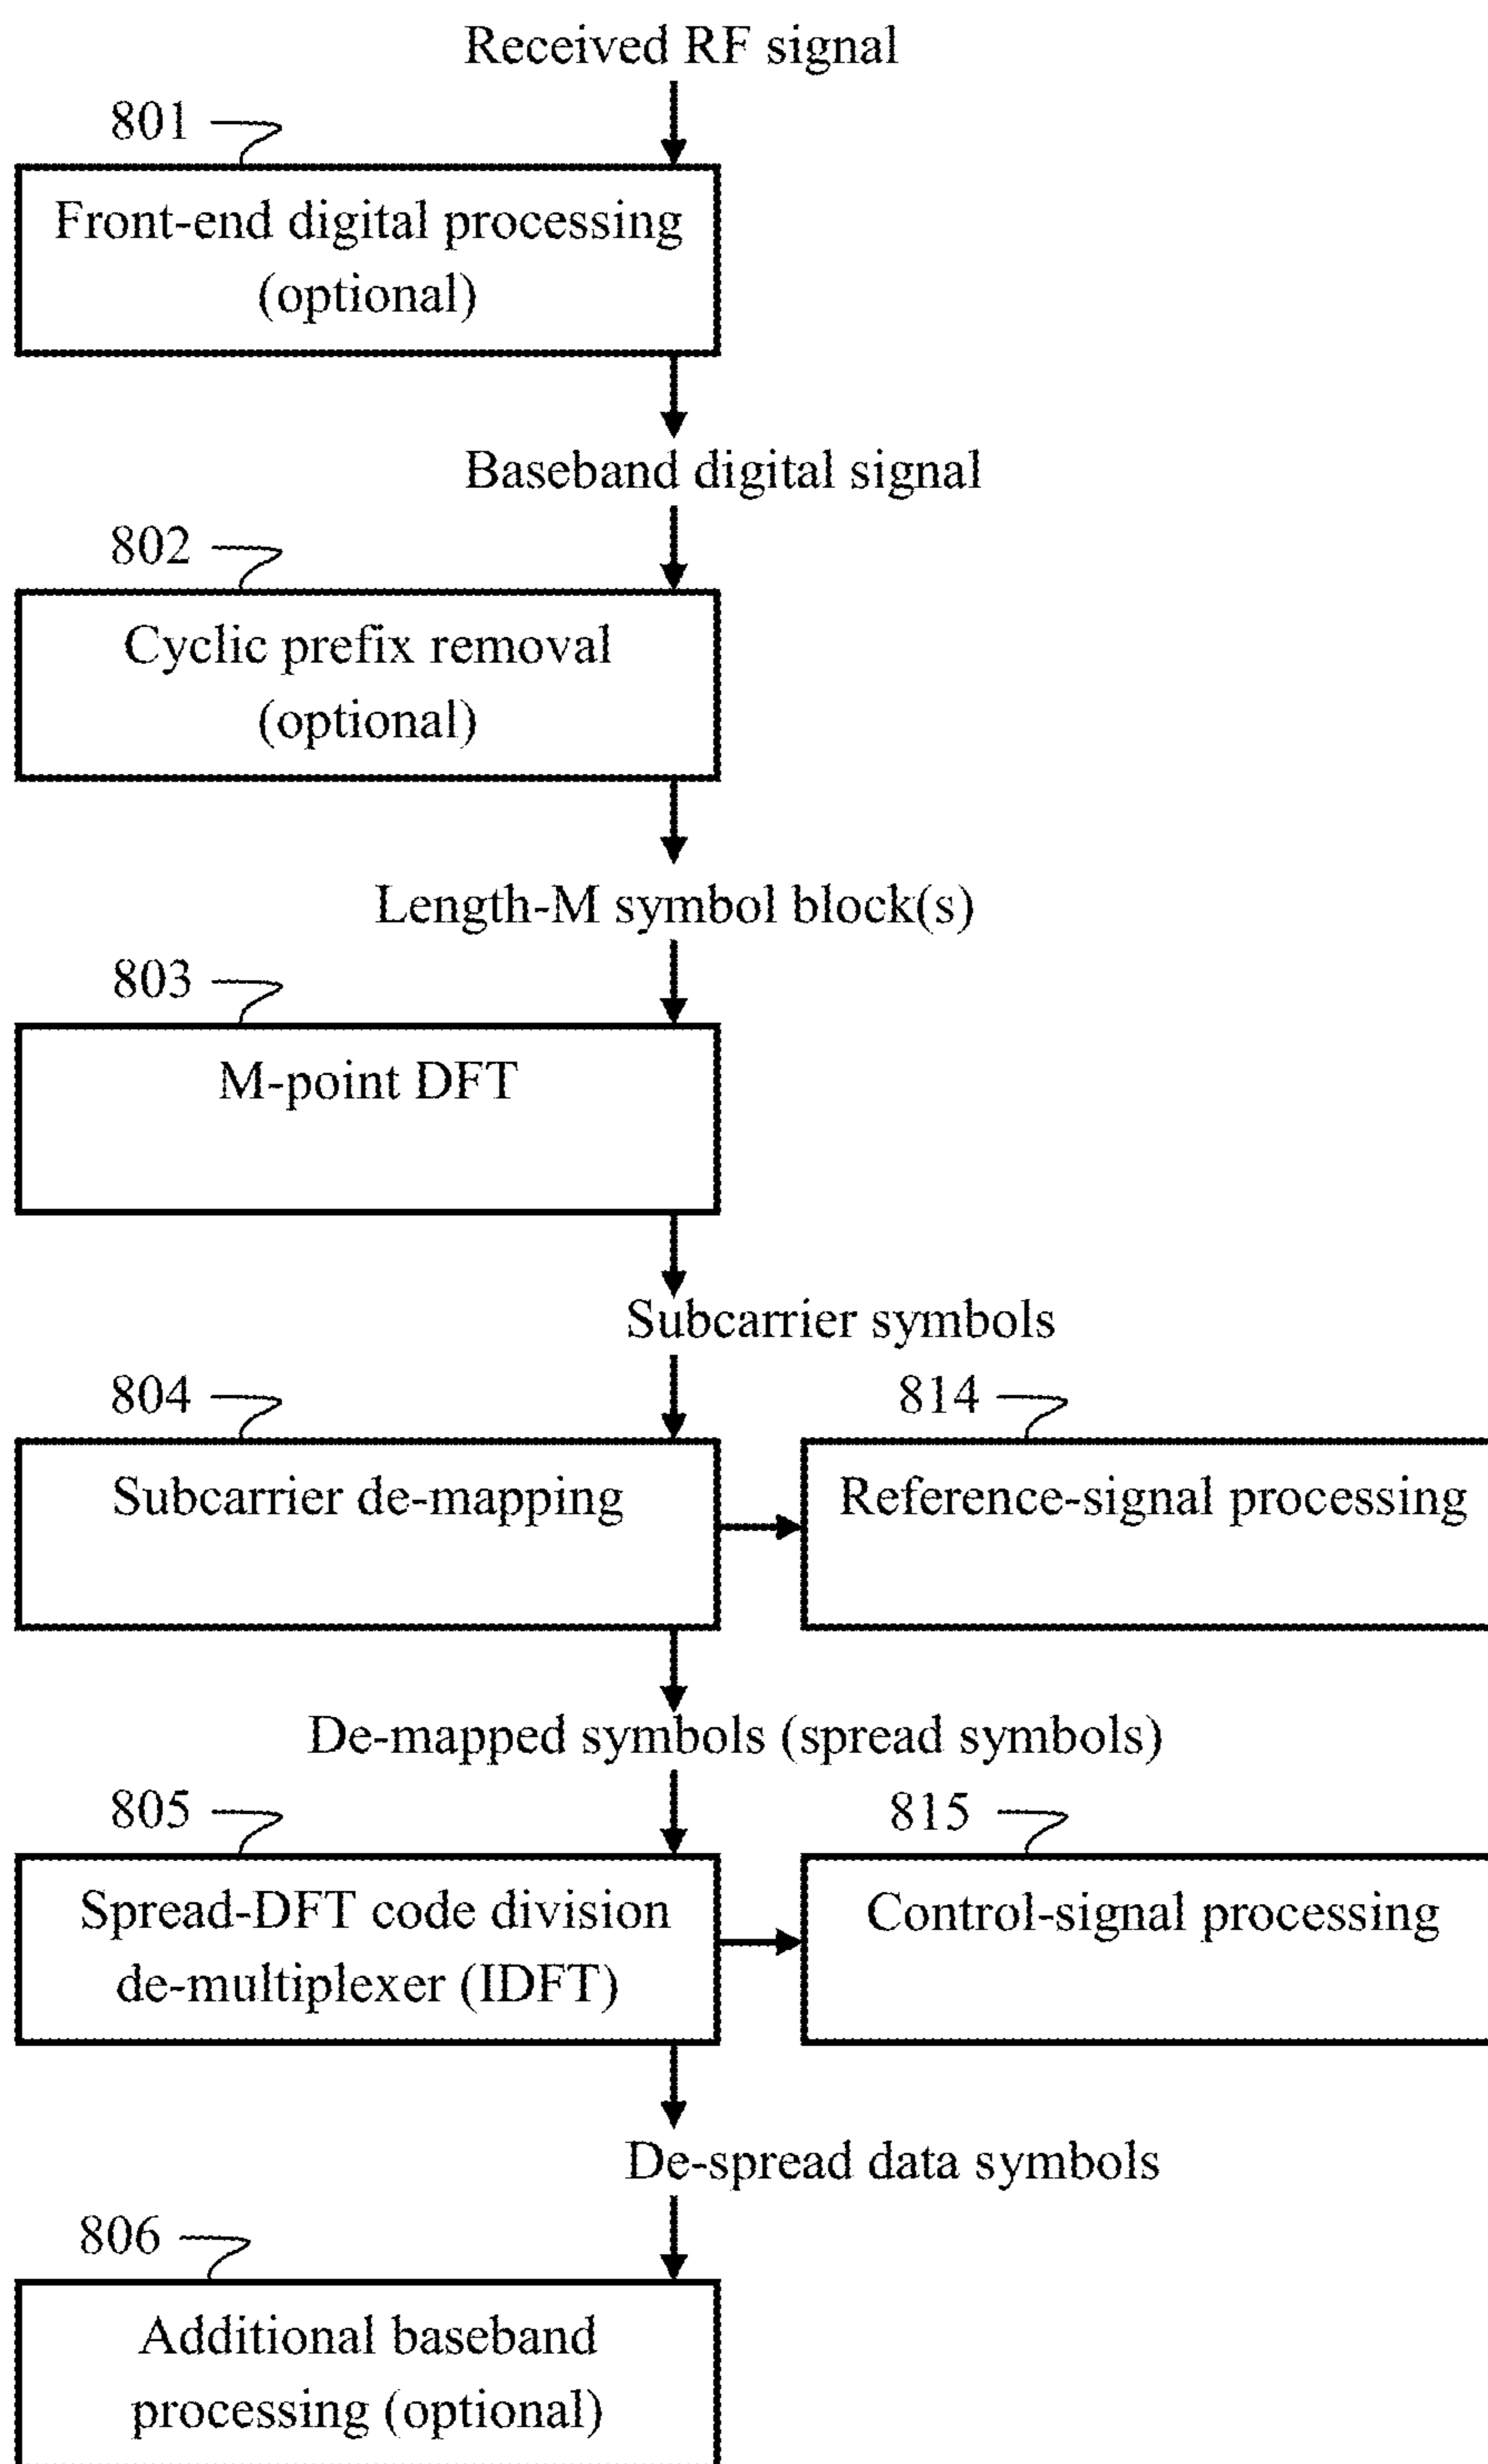 Received RF signal
801
Front-end digital processing
(optional)
Baseband digital signal
802
Cyclic prefix removal
(optional)
Length-M symbol block(s)
803
M-point DFT
Subcarrier symbols
804
814
Subcarrier de-mapping
Reference-signal processing
De-mapped symbols (spread symbols)
805
815
Spread-DFT code division
de-multiplexer (IDFT)
Control-signal processing
De-spread data symbols
806
Additional baseband
processing (optional)